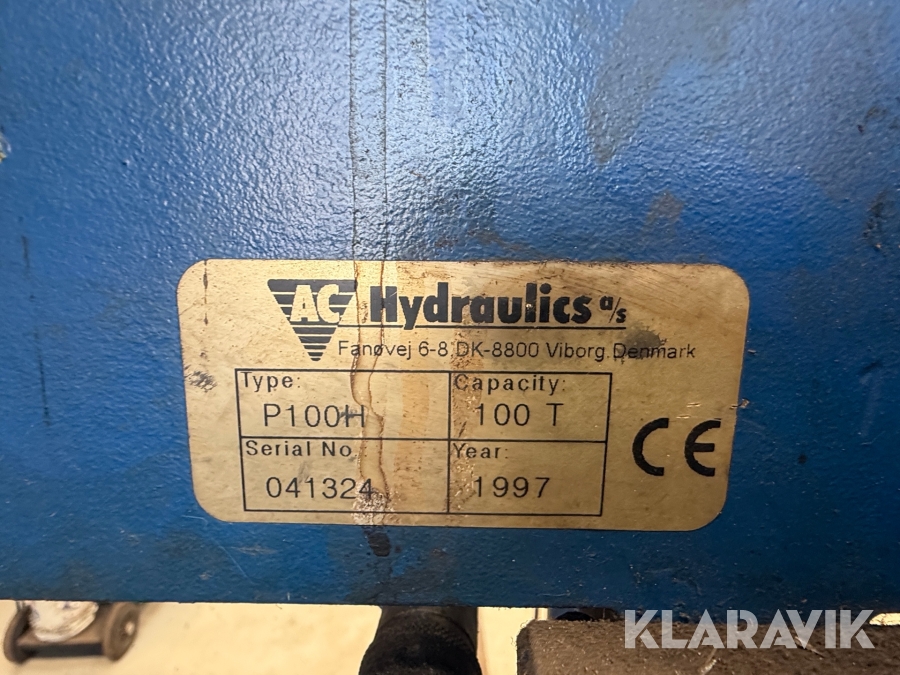 AC Hydraulics a/s
Fanøvej 6-8, DK-8800 Viborg. Denmark
Type: Capacity:
P100H 100 T
Serial No Year:
041324 1997
CE
KLARAVIK